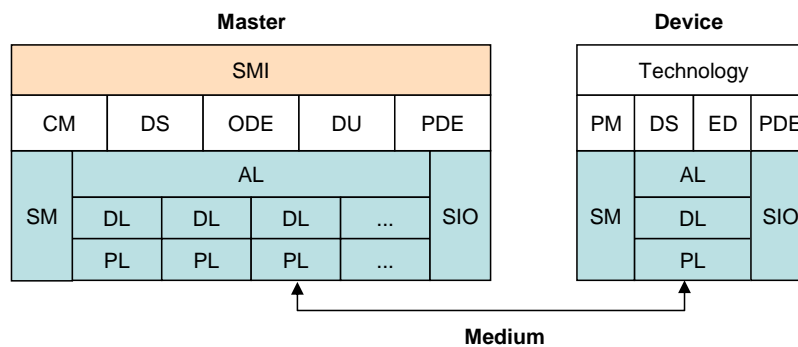 Master Device
SMI Technology
CM DS ODE DU PDE PM DS ED PDE
AL AL
SM DL DL DL ... SIO SM DL SIO
PL PL PL ... PL
Medium